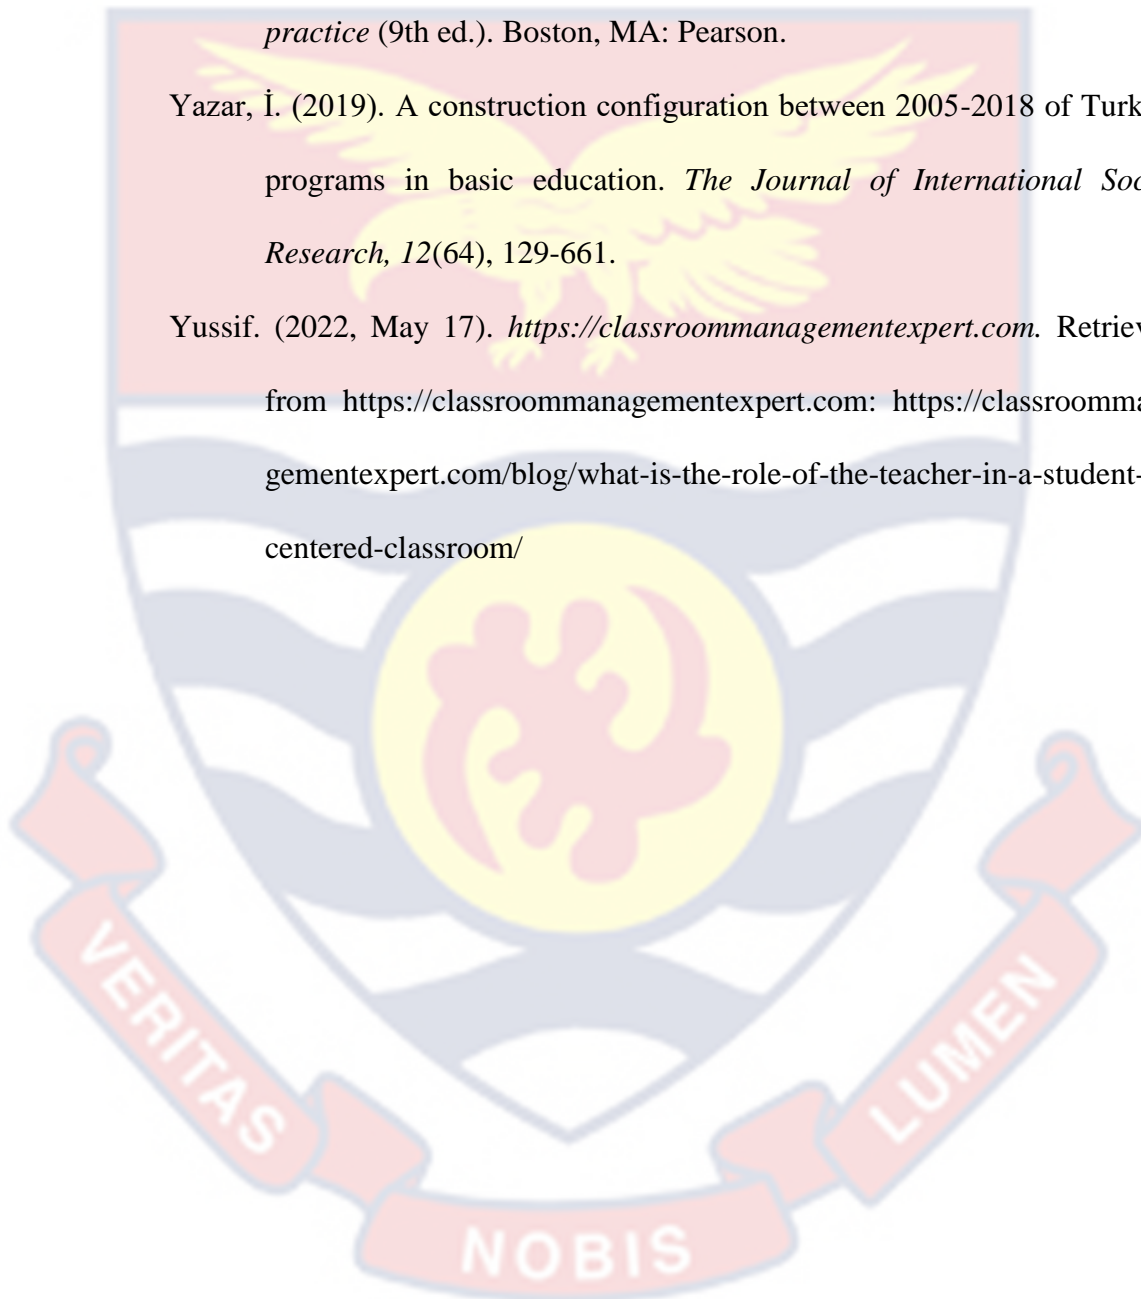 practice (9th ed.). Boston, MA: Pearson.
Yazar, İ. (2019). A construction configuration between 2005-2018 of Turk
programs in basic education. The Journal of International Soc
Research, 12(64), 129-661.
Yussif. (2022, May 17). https://classroommanagementexpert.com. Retriev
from https://classroommanagementexpert.com: https://classroomma
gementexpert.com/blog/what-is-the-role-of-the-teacher-in-a-student-
centered-classroom/
VERITAS
NOBIS
LUMEN